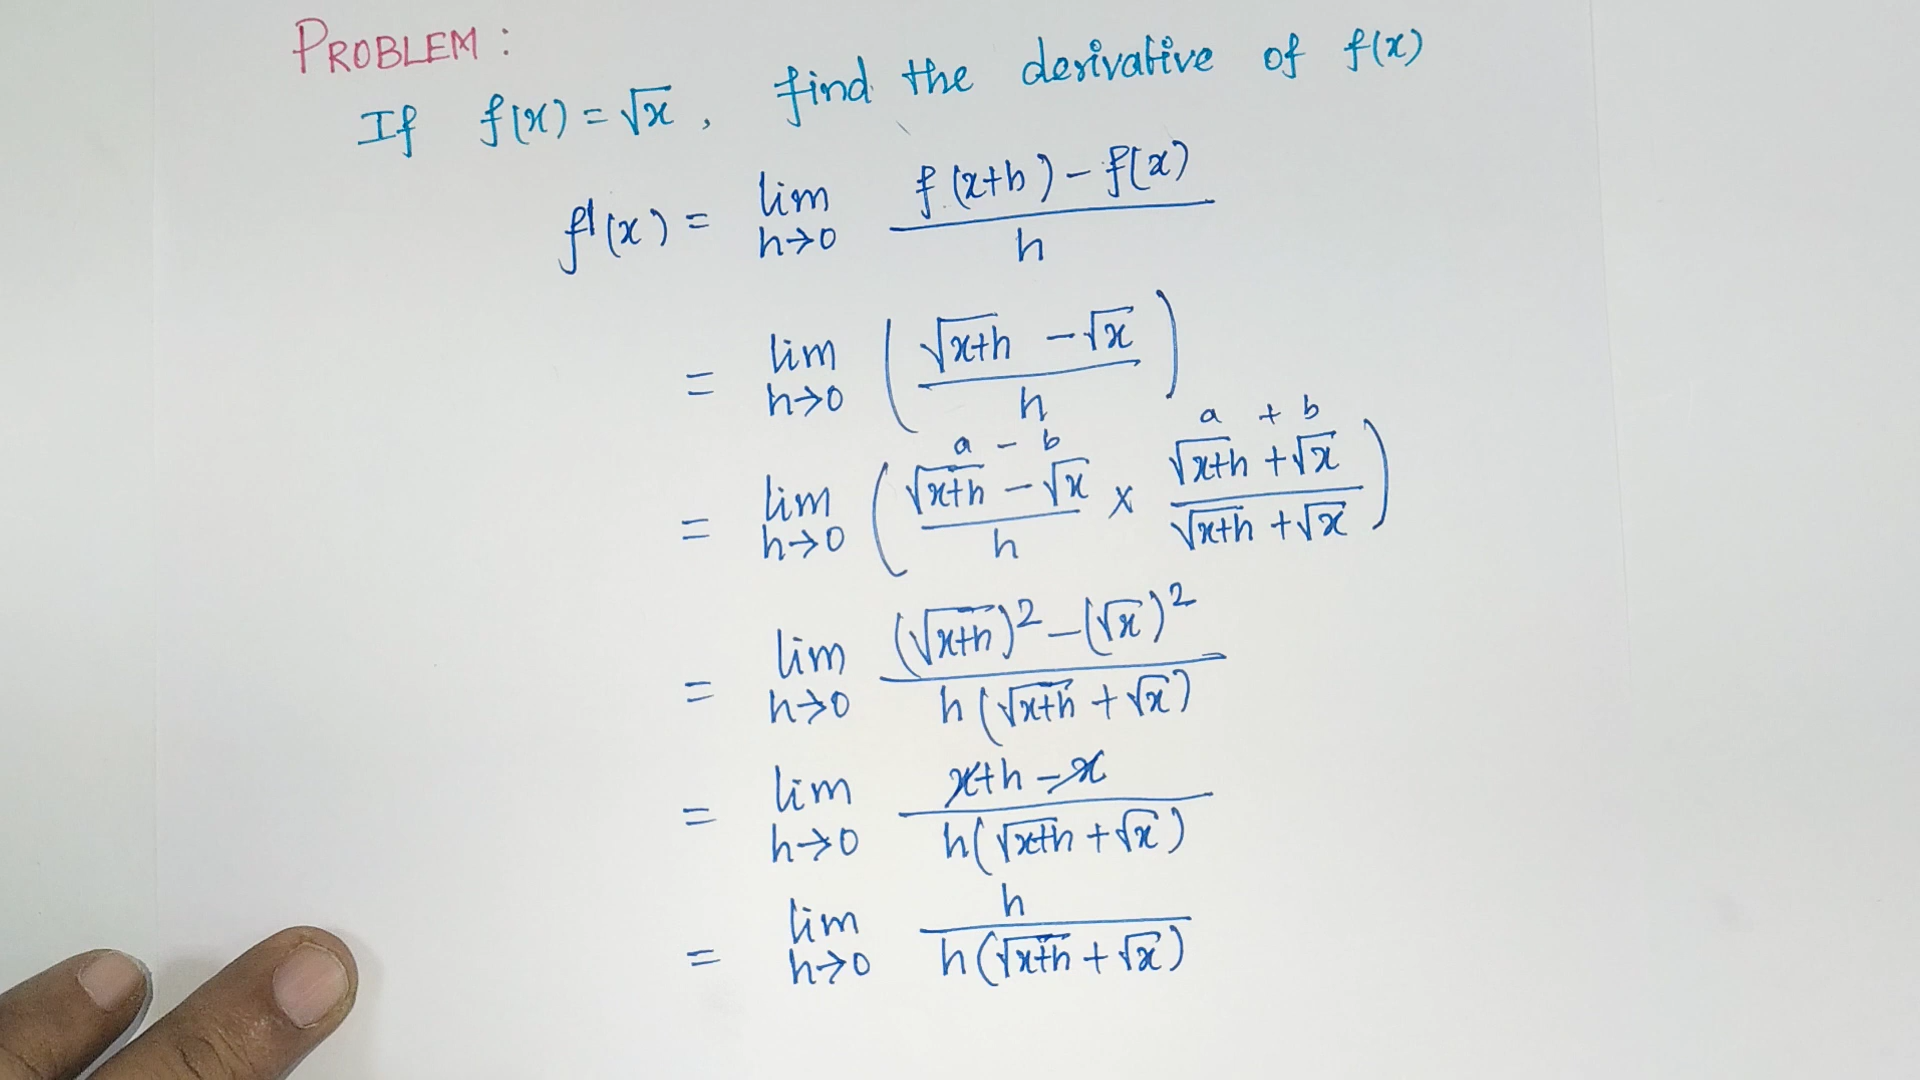 PROBLEM :
If f(x) = √x , find the derivative of f(x)
f'(x) = lim h→0 f(x+h) - f(x) / h
= lim h→0 ( √x+h - √x / h )
a - b a + b
= lim h→0 ( √x+h - √x / h × √x+h + √x / √x+h + √x )
= lim h→0 (√x+h)² - (√x)² / h(√x+h + √x)
= lim h→0 x+h - x / h(√x+h + √x)
= lim h→0 h / h(√x+h + √x)